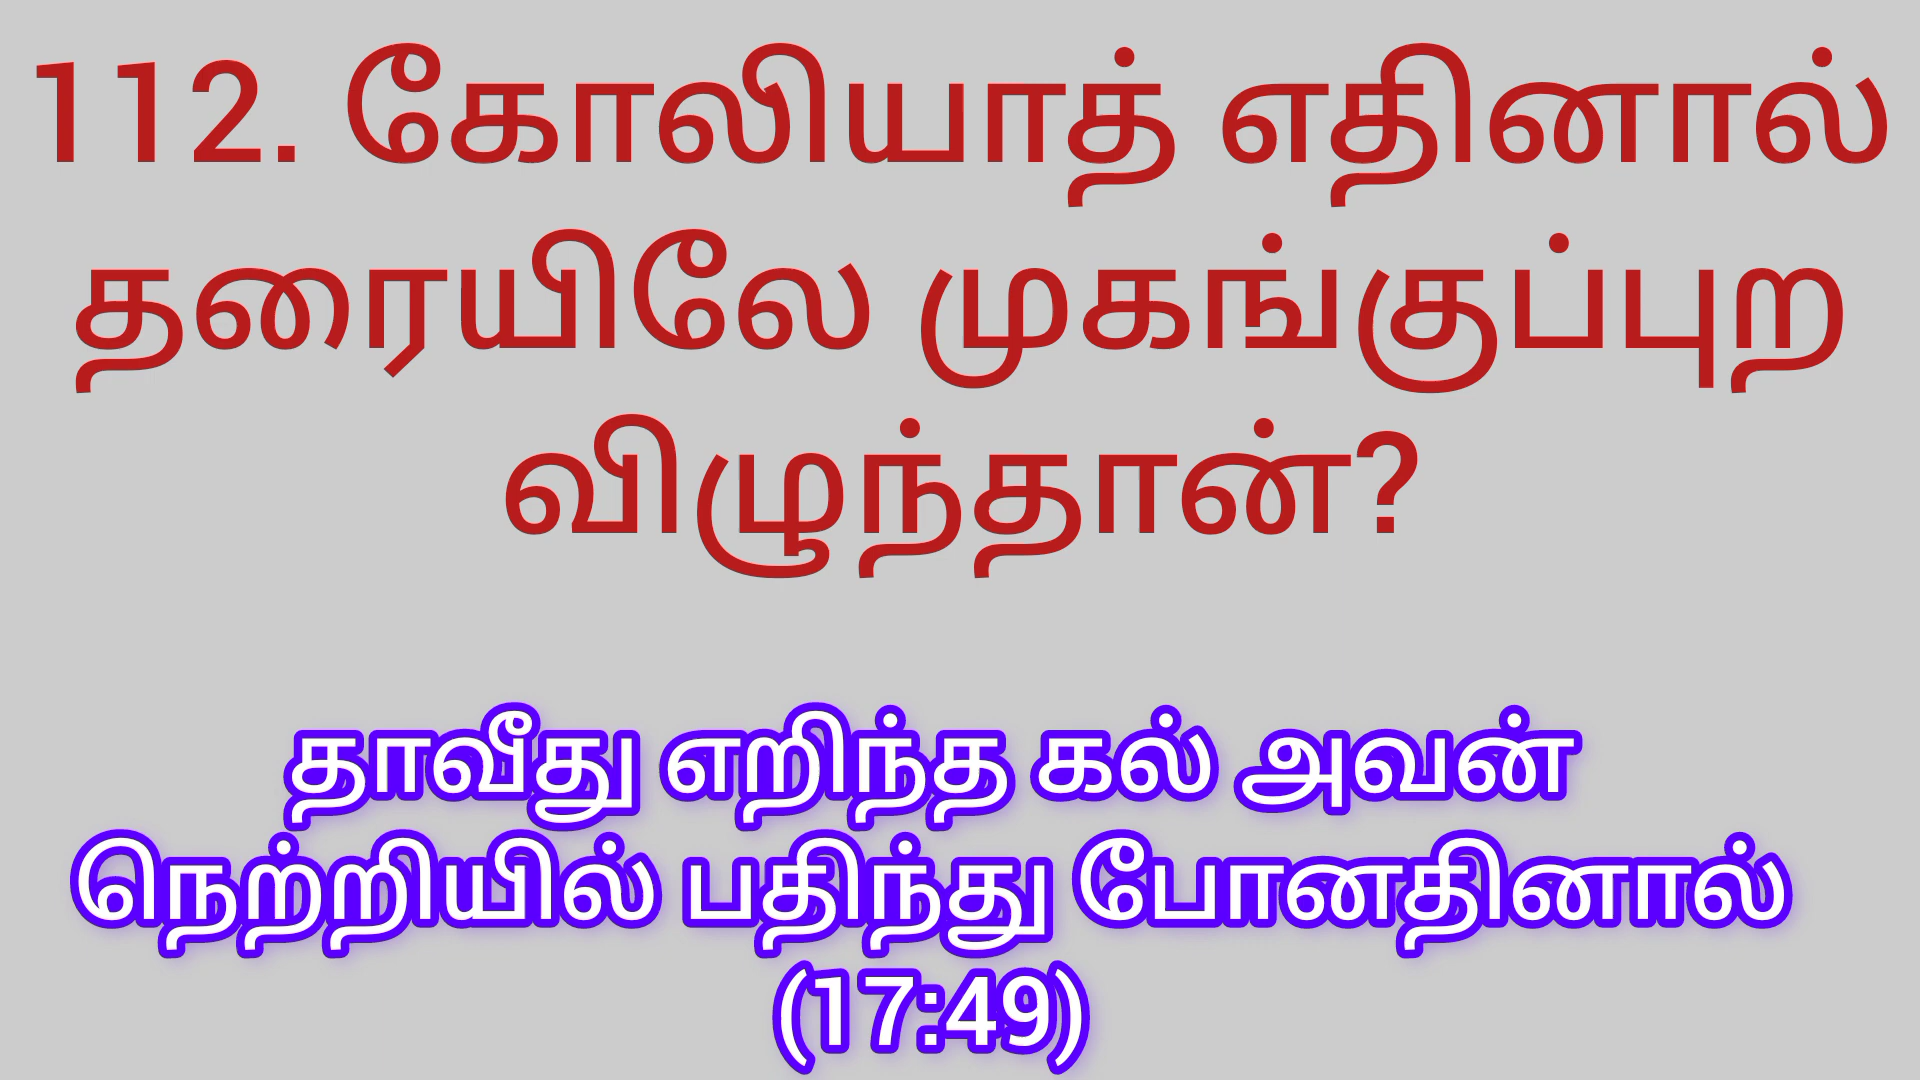 112. கோலியாத் எதினால்
தரையிலே முகங்குப்புற
விழுந்தான்?
தாவீது எறிந்த கல் அவன்
நெற்றியில் பதிந்து போனதினால்
(17:49)